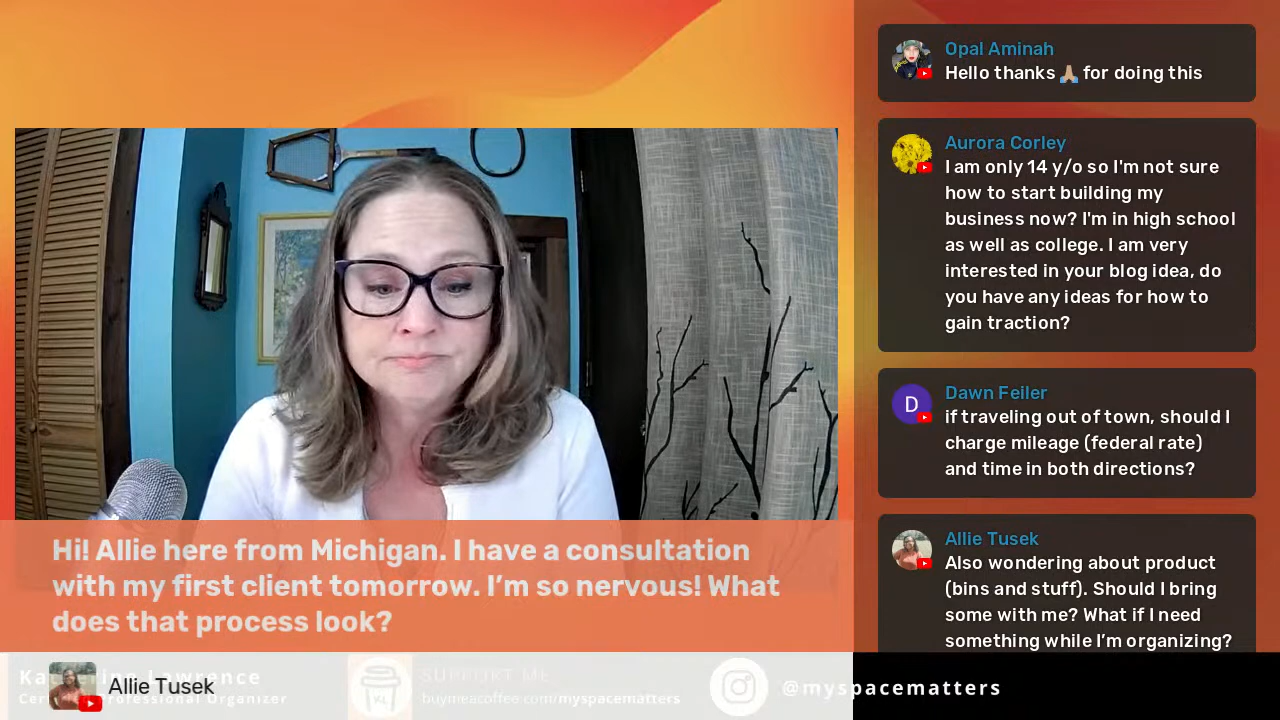 Opal Aminah
Hello thanks 🙏🏼 for doing this
Aurora Corley
I am only 14 y/o so I'm not sure
how to start building my
business now? I'm in high school
as well as college. I am very
interested in your blog idea, do
you have any ideas for how to
gain traction?
D
Dawn Feiler
if traveling out of town, should I
charge mileage (federal rate)
and time in both directions?
Allie Tusek
Also wondering about product
(bins and stuff). Should I bring
some with me? What if I need
something while I’m organizing?
Hi! Allie here from Michigan. I have a consultation
with my first client tomorrow. I’m so nervous! What
does that process look?
Allie Tusek
Lawrence
Organizer
KL
SUPPORT ME
buymeacoffee.com/myspacematters
@myspacematters